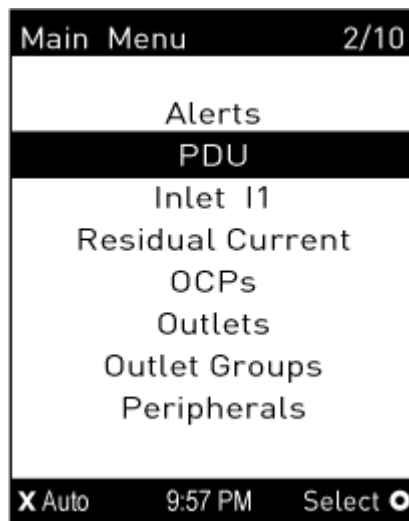 Main Menu 2/10
Alerts
PDU
Inlet I1
Residual Current
OCPs
Outlets
Outlet Groups
Peripherals
X Auto 9:57 PM Select